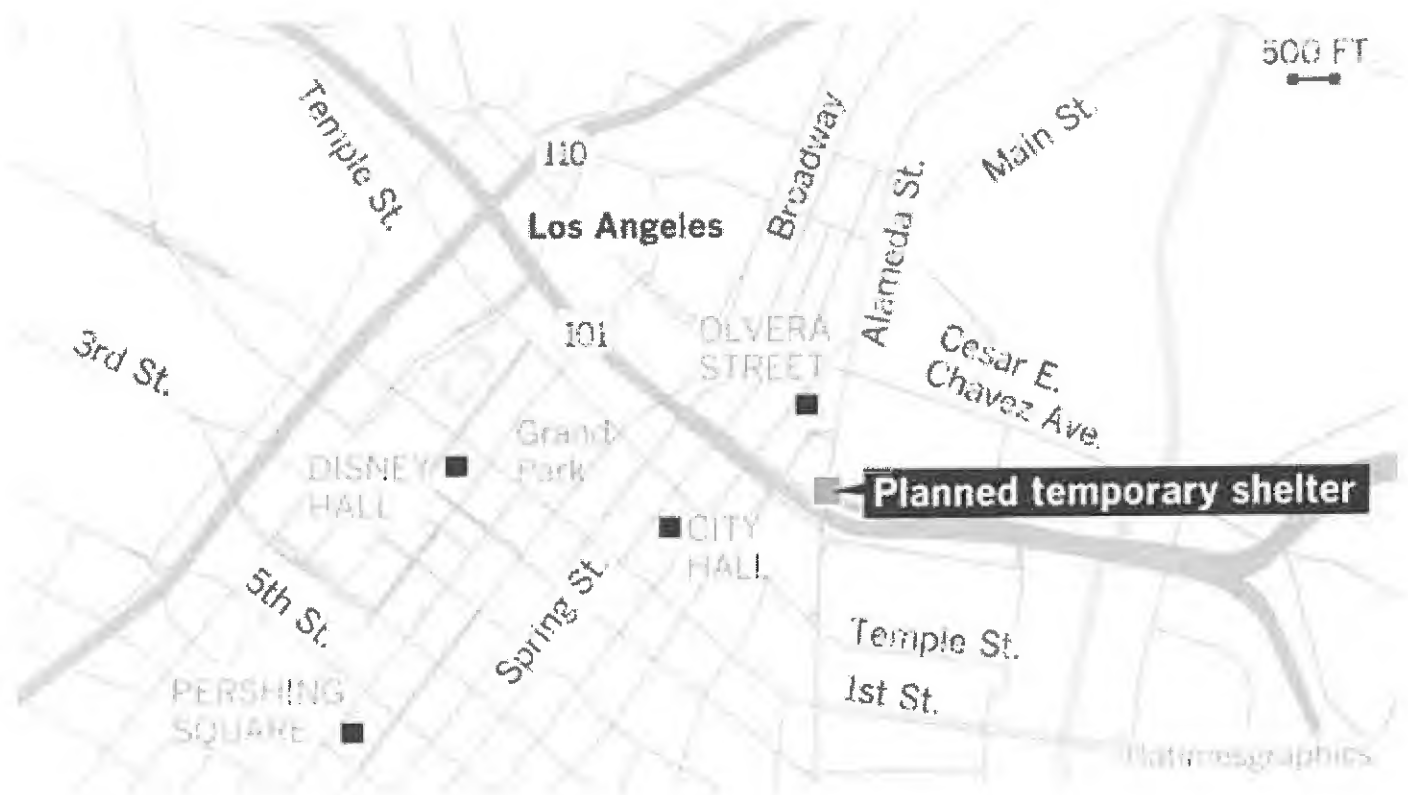 500 FT
Temple St.
110
Broadway
Main St.
Los Angeles
Alameda St.
101
OLVERA
STREET
3rd St.
Cesar E.
Chavez Ave.
Grand
Park
DISNEY
HALL
Planned temporary shelter
CITY
HALL
5th St.
Spring St.
Temple St.
1st St.
PERSHING
SQUARE